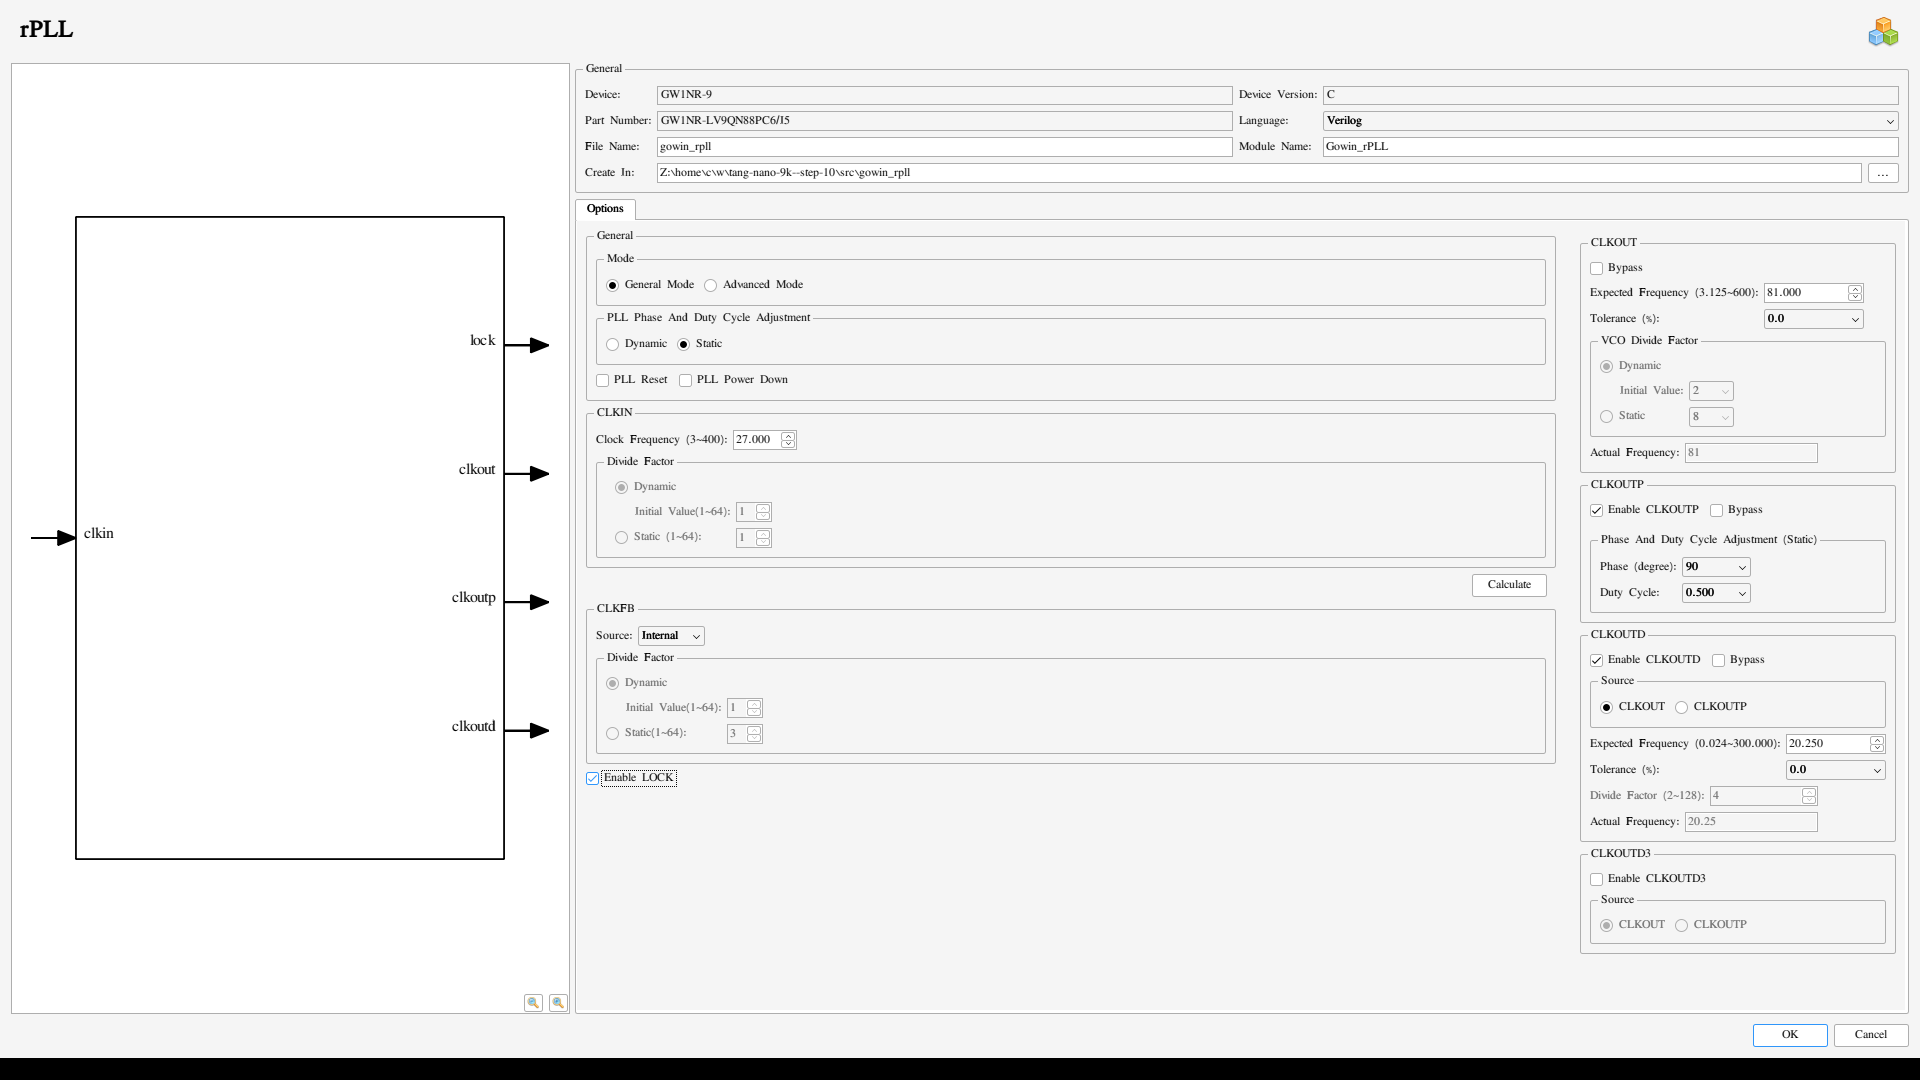 rPLL
lock
clkout
clkin
clkoutp
clkoutd
General
Device: GW1NR-9 Device Version: C
Part Number: GW1NR-LV9QN88PC6/I5 Language: Verilog
File Name: gowin_rpll Module Name: Gowin_rPLL
Create In: Z:\home\c\w\tang-nano-9k--step-10\src\gowin_rpll ...
Options
General
Mode
General Mode Advanced Mode
PLL Phase And Duty Cycle Adjustment
Dynamic Static
PLL Reset PLL Power Down
CLKIN
Clock Frequency (3~400): 27.000
Divide Factor
Dynamic
Initial Value(1~64): 1
Static (1~64): 1
Calculate
CLKFB
Source: Internal
Divide Factor
Dynamic
Initial Value(1~64): 1
Static(1~64): 3
Enable LOCK
CLKOUT
Bypass
Expected Frequency (3.125~600): 81.000
Tolerance (%): 0.0
VCO Divide Factor
Dynamic
Initial Value: 2
Static 8
Actual Frequency: 81
CLKOUTP
Enable CLKOUTP Bypass
Phase And Duty Cycle Adjustment (Static)
Phase (degree): 90
Duty Cycle: 0.500
CLKOUTD
Enable CLKOUTD Bypass
Source
CLKOUT CLKOUTP
Expected Frequency (0.024~300.000): 20.250
Tolerance (%): 0.0
Divide Factor (2~128): 4
Actual Frequency: 20.25
CLKOUTD3
Enable CLKOUTD3
Source
CLKOUT CLKOUTP
OK Cancel